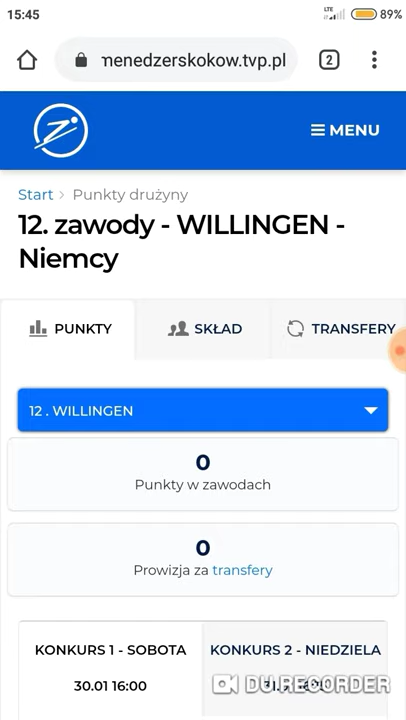 15:45
LTE
89%
menedzerskokow.tvp.pl
2
MENU
Start > Punkty drużyny
12. zawody - WILLINGEN -
Niemcy
PUNKTY
SKŁAD
TRANSFERY
12 . WILLINGEN
0
Punkty w zawodach
0
Prowizja za transfery
KONKURS 1 - SOBOTA
30.01 16:00
KONKURS 2 - NIEDZIELA
DU RECORDER